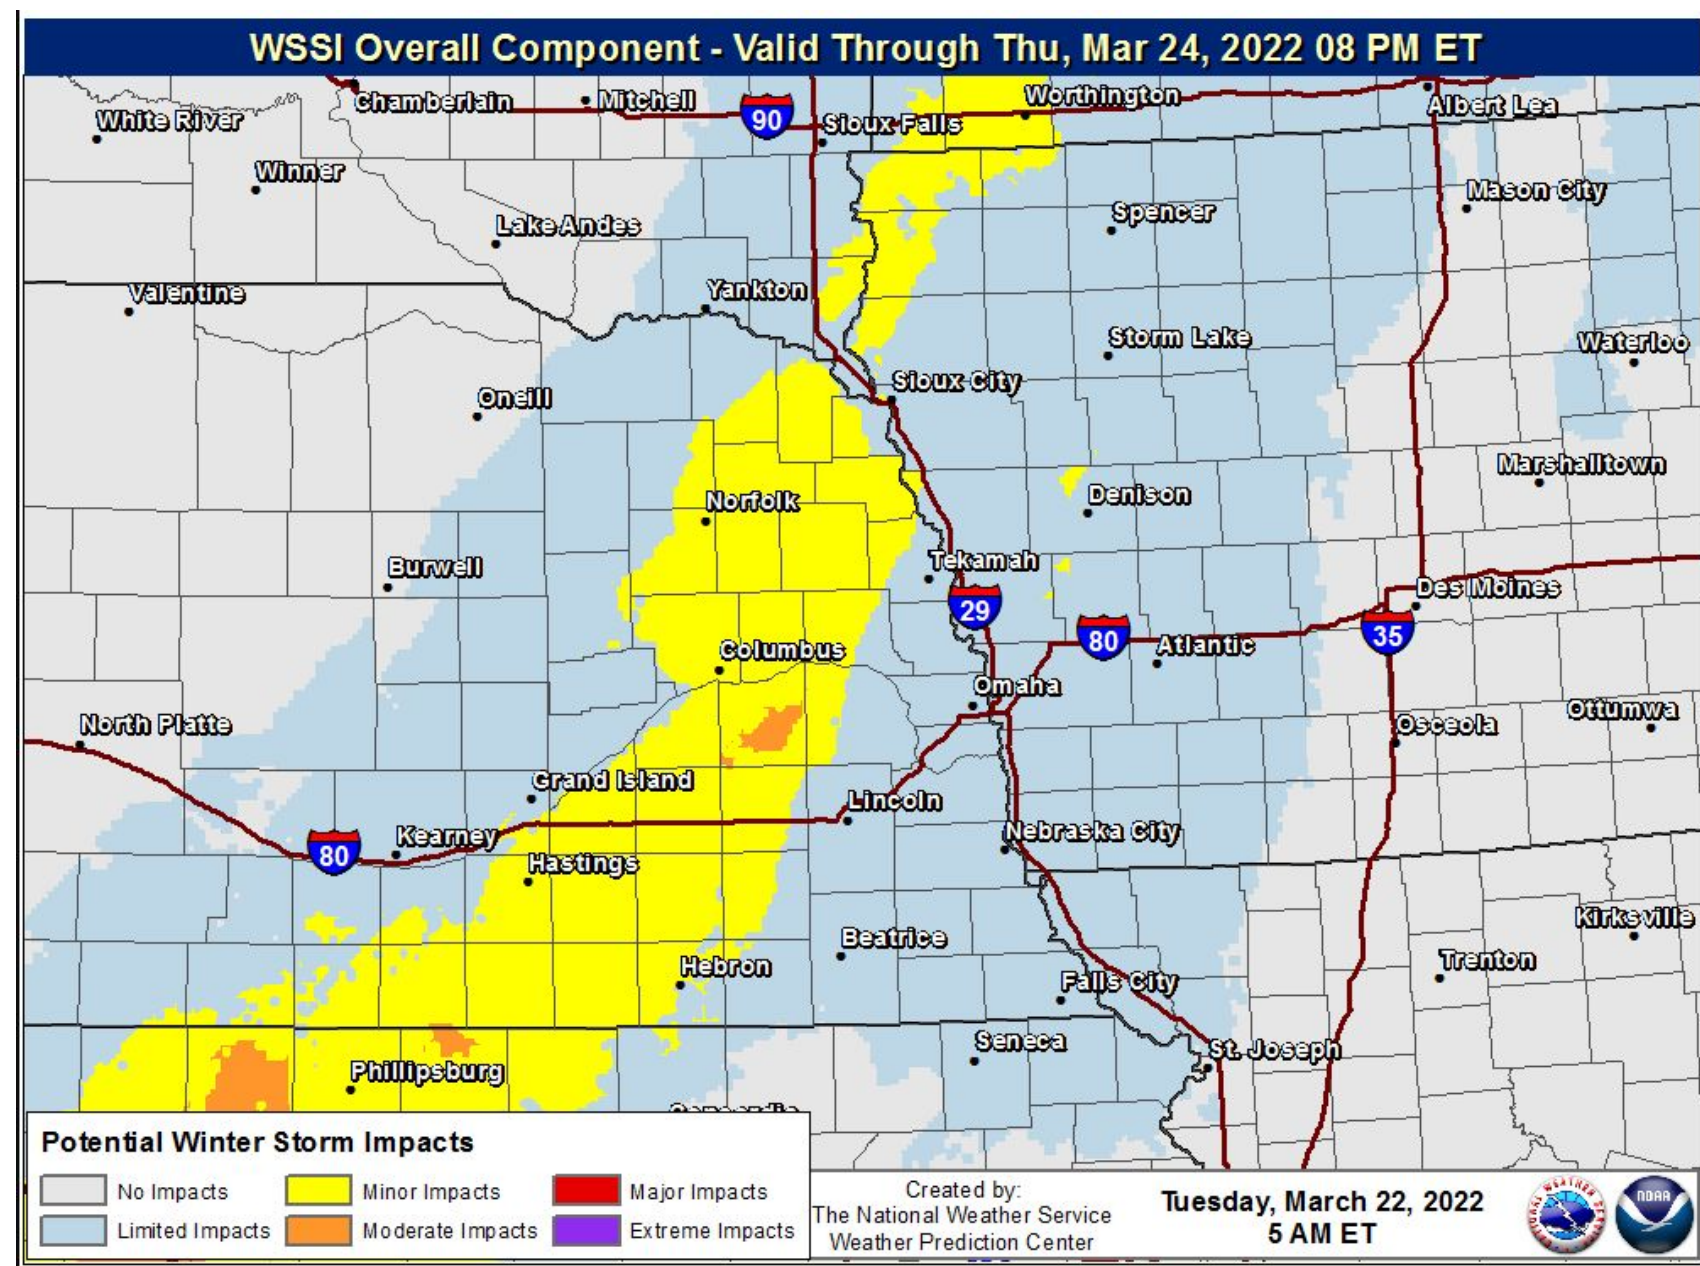 WSSI Overall Component - Valid Through Thu, Mar 24, 2022 08 PM ET
Chamberlain
Mitchell
90
Sioux Falls
Worthington
Albert Lea
White River
Winner
Mason City
Lake Andes
Spencer
Valentine
Yankton
Storm Lake
Waterloo
Oneill
Sioux City
Marshalltown
Norfolk
Denison
Burwell
Tekamah
29
Des Moines
80
35
Atlantic
Columbus
Omaha
North Platte
Osceola
Ottumwa
Grand Island
Lincoln
80
Kearney
Nebraska City
Hastings
Kirksville
Beatrice
Hebron
Falls City
Trenton
Seneca
St. Joseph
Phillipsburg
Potential Winter Storm Impacts
No Impacts
Minor Impacts
Major Impacts
Limited Impacts
Moderate Impacts
Extreme Impacts
Created by:
The National Weather Service
Weather Prediction Center
Tuesday, March 22, 2022
5 AM ET
NOAA